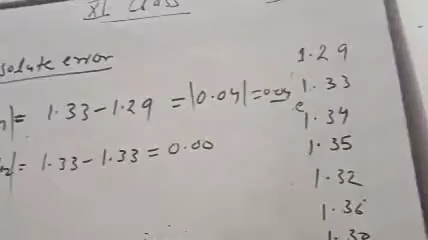 XI Class
solute error
1.29
| = 1.33 - 1.29 = |0.04| = 0.04
1.33
1.34
| = 1.33 - 1.33 = 0.00
1.35
1.32
1.36